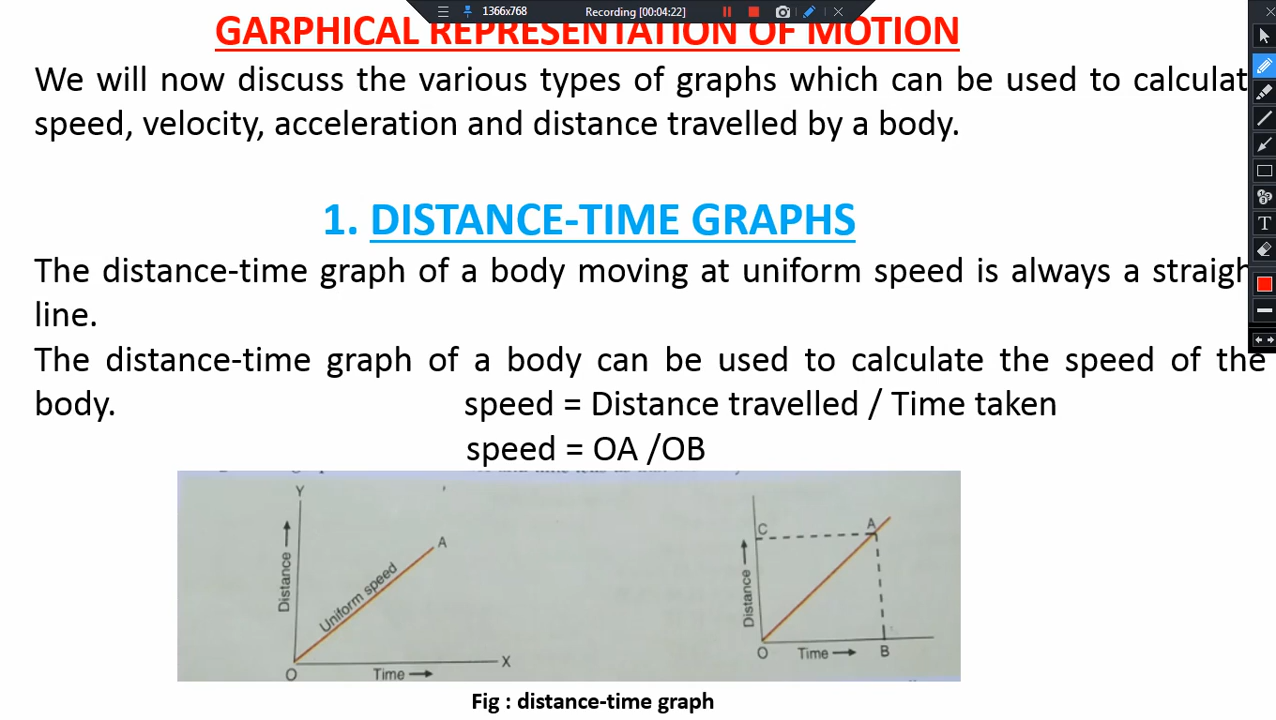 1366x768 Recording [00:04:22]
GARPHICAL REPRESENTATION OF MOTION
We will now discuss the various types of graphs which can be used to calculat
speed, velocity, acceleration and distance travelled by a body.
1. DISTANCE-TIME GRAPHS
The distance-time graph of a body moving at uniform speed is always a straigh
line.
The distance-time graph of a body can be used to calculate the speed of the
body. speed = Distance travelled / Time taken
speed = OA /OB
Y
Distance
Uniform speed
A
O
Time
X
C
A
Distance
O
Time
B
Fig : distance-time graph
T